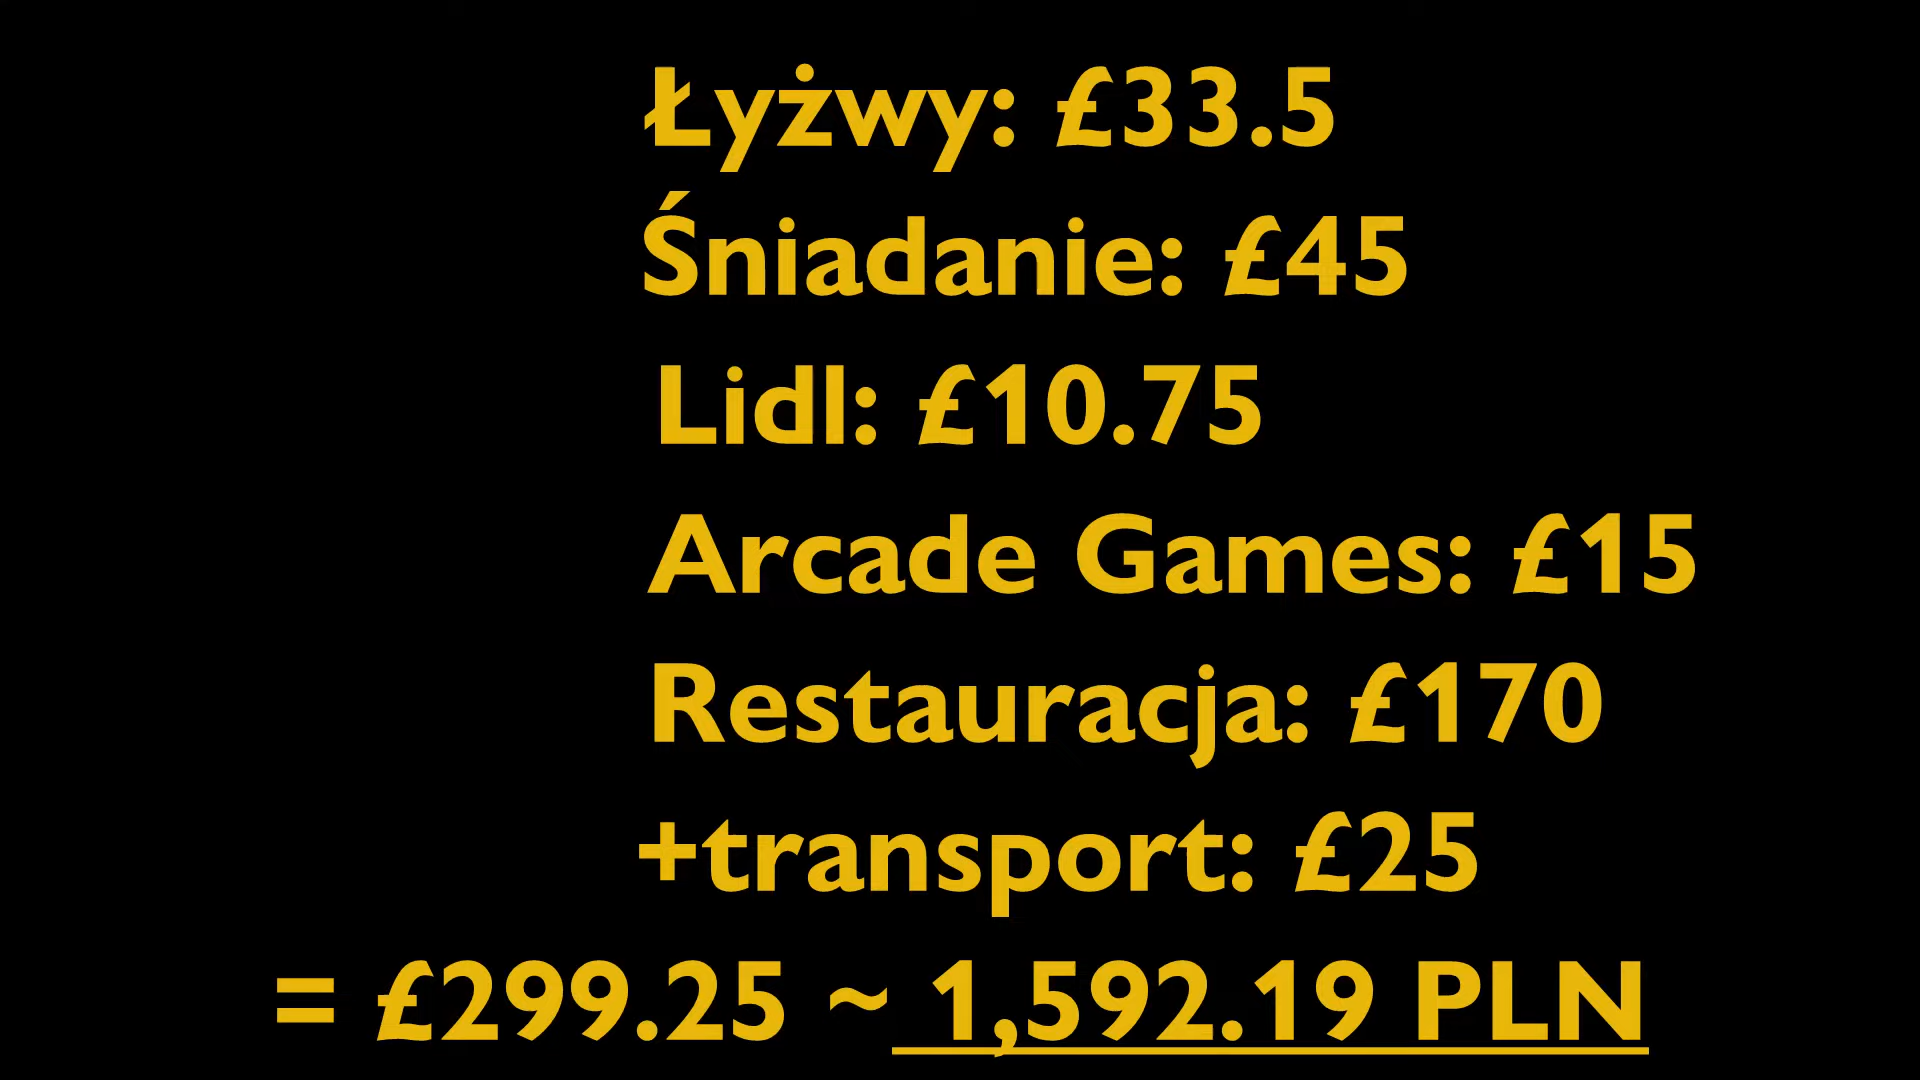 Łyżwy: £33.5
Śniadanie: £45
Lidl: £10.75
Arcade Games: £15
Restauracja: £170
+transport: £25
= £299.25 ~ 1,592.19 PLN